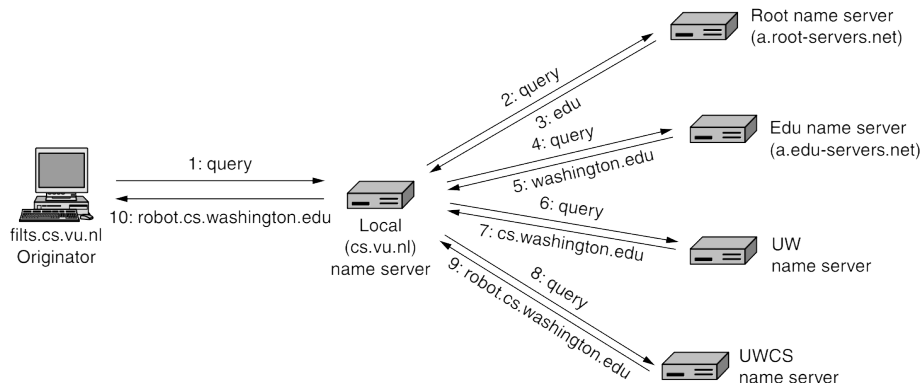 Root name server
(a.root-servers.net)
2: query
3: edu
Edu name server
(a.edu-servers.net)
4: query
5: washington.edu
1: query
10: robot.cs.washington.edu
filts.cs.vu.nl
Originator
Local
(cs.vu.nl)
name server
6: query
7: cs.washington.edu
UW
name server
8: query
9: robot.cs.washington.edu
UWCS
name server